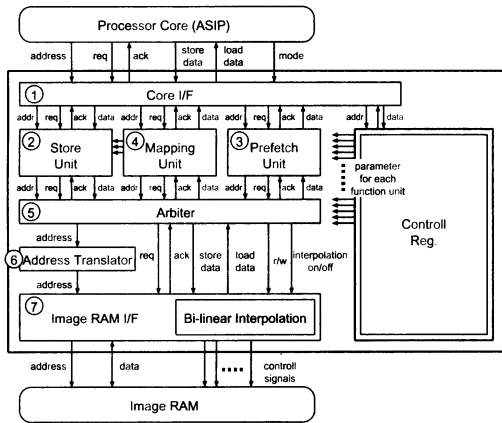 Processor Core (ASIP)
address req ack store data load data mode
1 Core I/F
addr req ack data addr req ack data addr req ack data addr data
2 Store Unit
4 Mapping Unit
3 Prefetch Unit
parameter for each function unit
Controll Reg.
addr req ack data addr req ack data addr req ack data
5 Arbiter
address
6 Address Translator
address
req ack store data load data r/w interpolation on/off
7 Image RAM I/F
Bi-linear Interpolation
address data controll signals
Image RAM